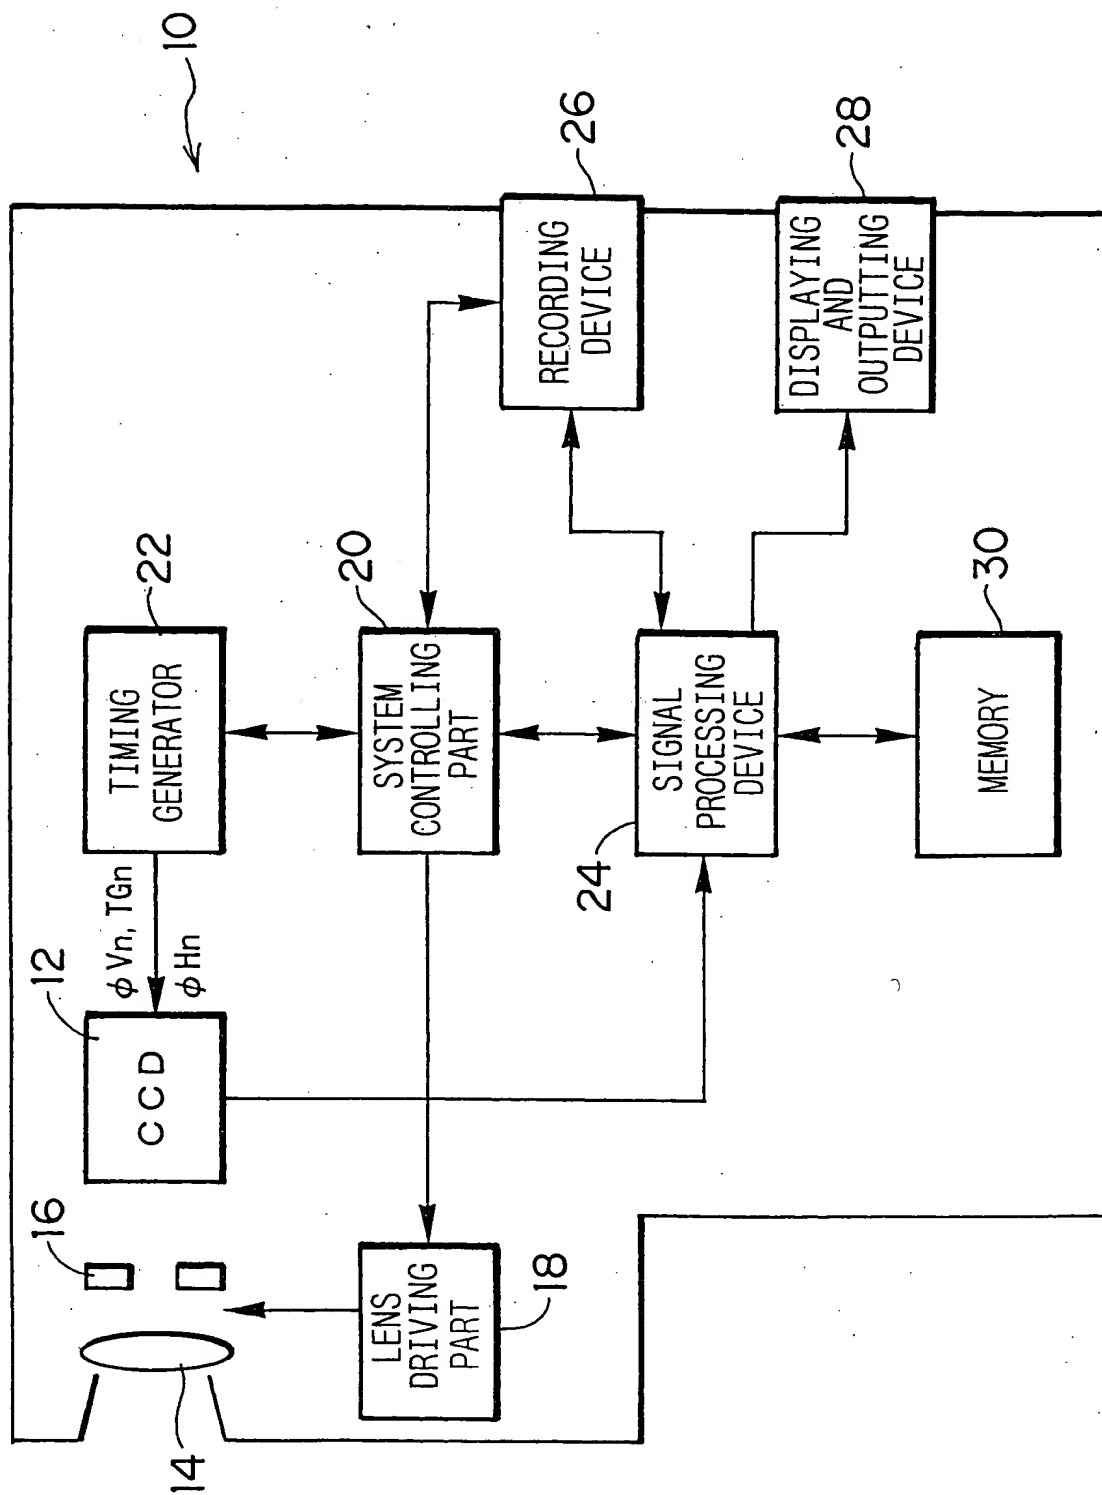 10
22
TIMING
GENERATOR
12
φVn, TGn
φHn
CCD
16
14
20
SYSTEM
CONTROLLING
PART
LENS
DRIVING
PART
18
26
RECORDING
DEVICE
24
SIGNAL
PROCESSING
DEVICE
28
DISPLAYING
AND
OUTPUTTING
DEVICE
30
MEMORY